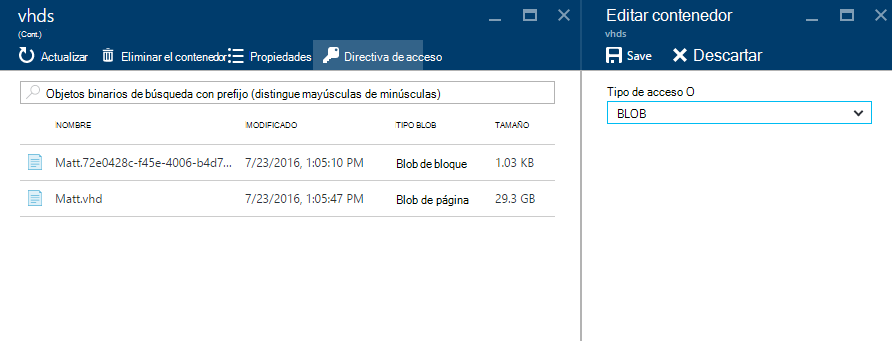 vhds
(Cont.)
Actualizar Eliminar el contenedor Propiedades Directiva de acceso
Objetos binarios de búsqueda con prefijo (distingue mayúsculas de minúsculas)
NOMBRE MODIFICADO TIPO BLOB TAMAÑO
Matt.72e0428c-f45e-4006-b4d7... 7/23/2016, 1:05:10 PM Blob de bloque 1.03 KB
Matt.vhd 7/23/2016, 1:05:47 PM Blob de página 29.3 GB
Editar contenedor
vhds
Save Descartar
Tipo de acceso O
BLOB